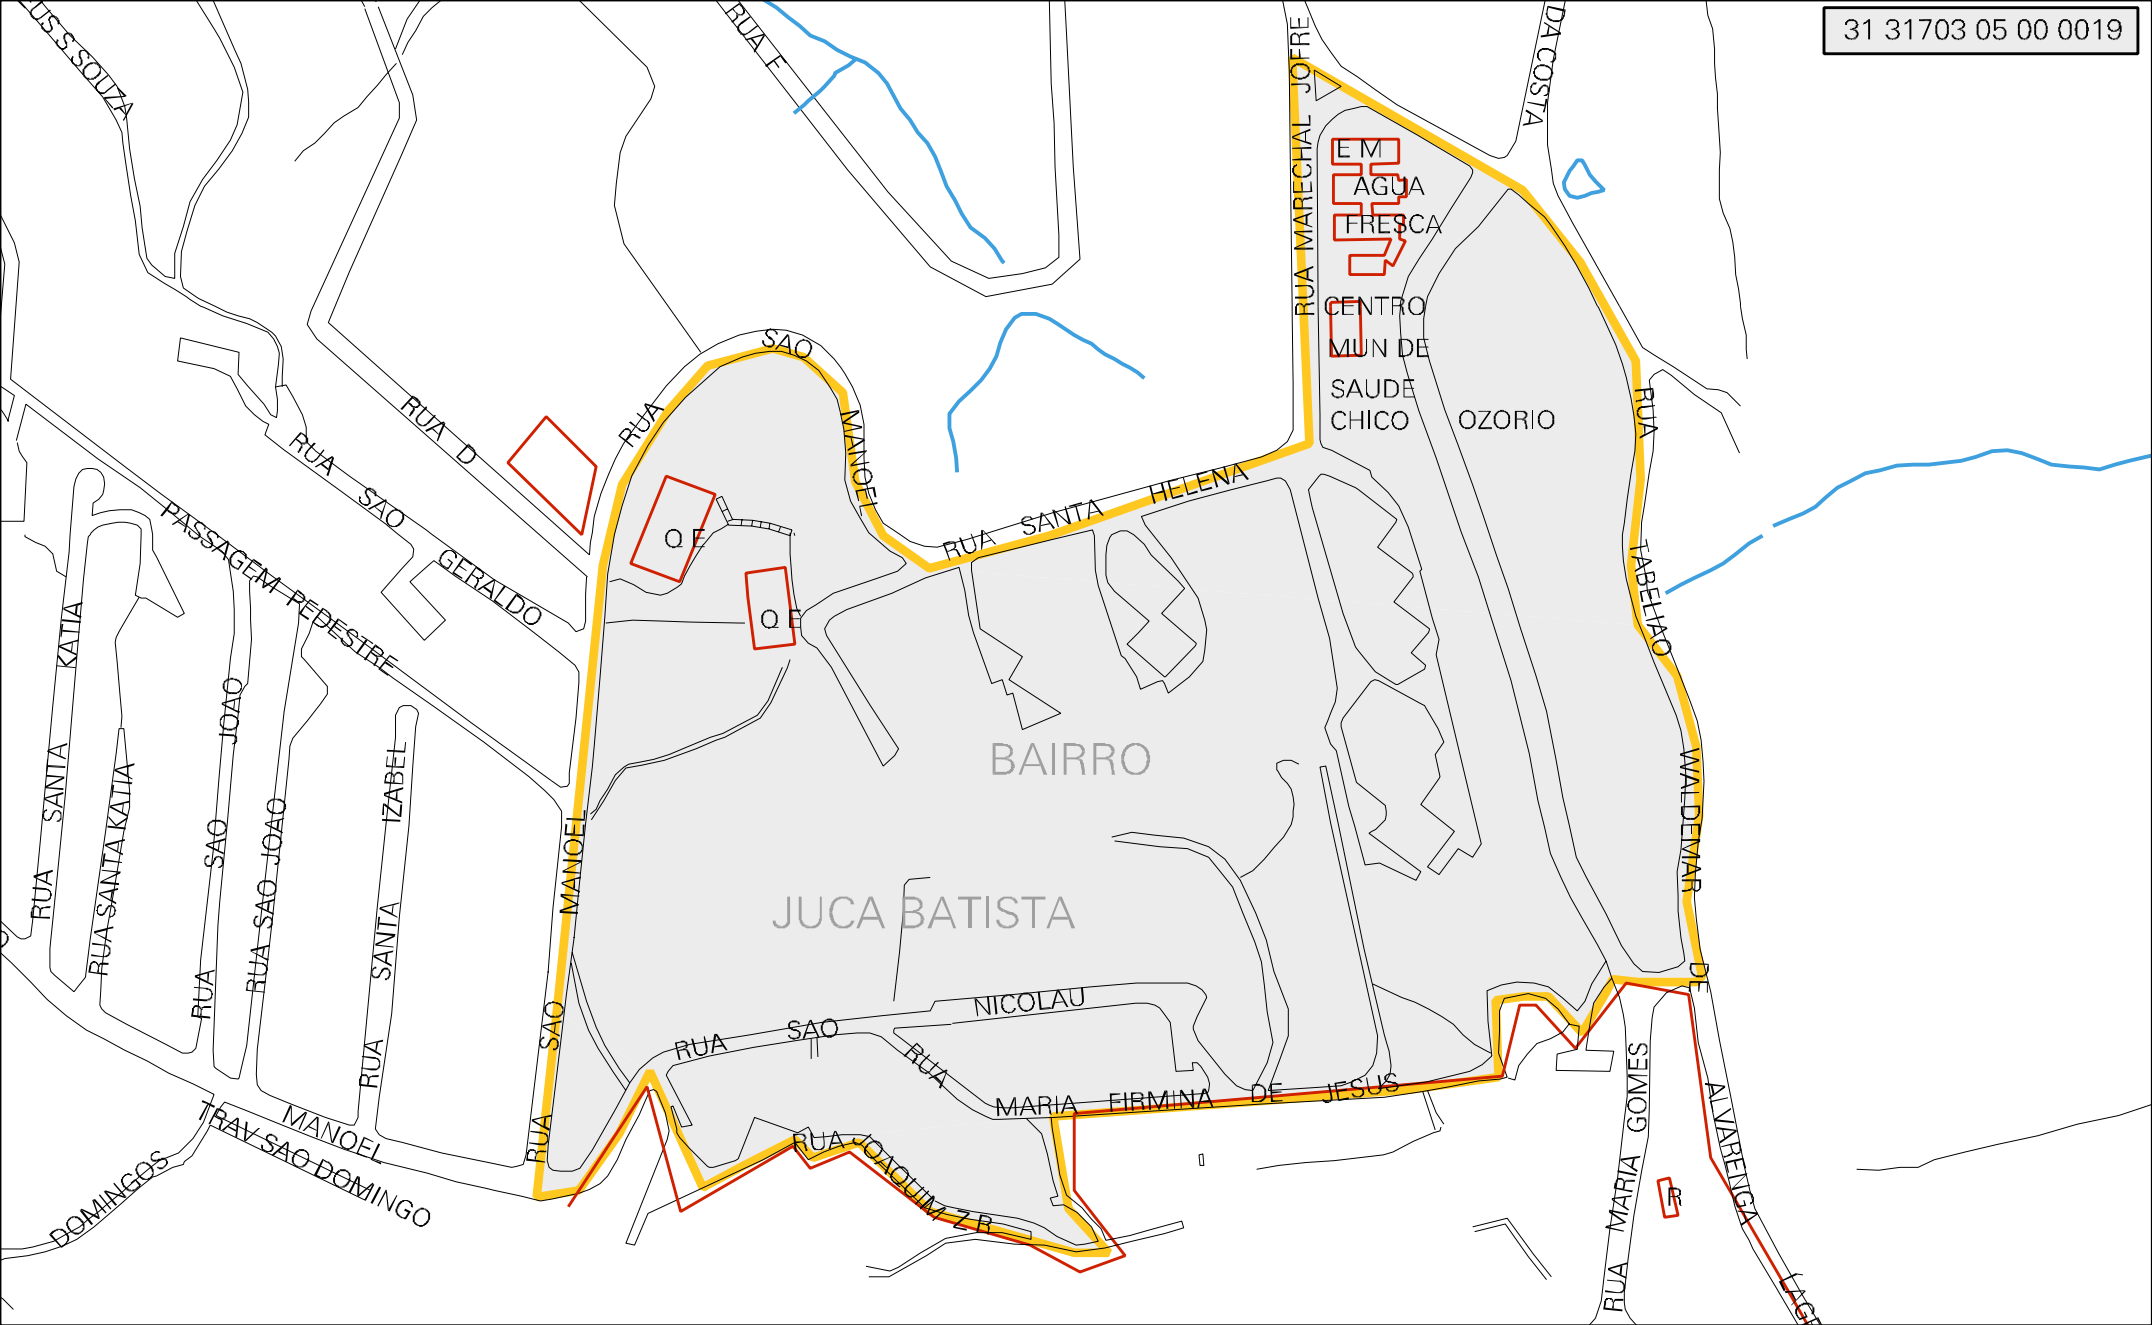 31 31703 05 00 0019
S SOUZA
RUA F
DA COSTA
RUA MARECHAL JOFRE
E M
AGUA
FRESCA
CENTRO
MUN DE
SAUDE
CHICO OZORIO
RUA SAO MANOEL
RUA D
RUA SAO GERALDO
PASSAGEM PEDESTRE
RUA SANTA HELENA
Q E
Q E
RUA TABELIAO WALDEMAR DE ALVARENGA
RUA SANTA KATIA
RUA SANTA KATIA
RUA SAO JOAO
RUA SAO JOAO
RUA SANTA IZABEL
RUA SAO MANOEL
BAIRRO
JUCA BATISTA
RUA SAO NICOLAU
RUA MARIA FIRMINA DE JESUS
RUA JOAQUIM Z R
RUA MARIA GOMES
R
MANOEL
TRAV SAO DOMINGO
DOMINGOS